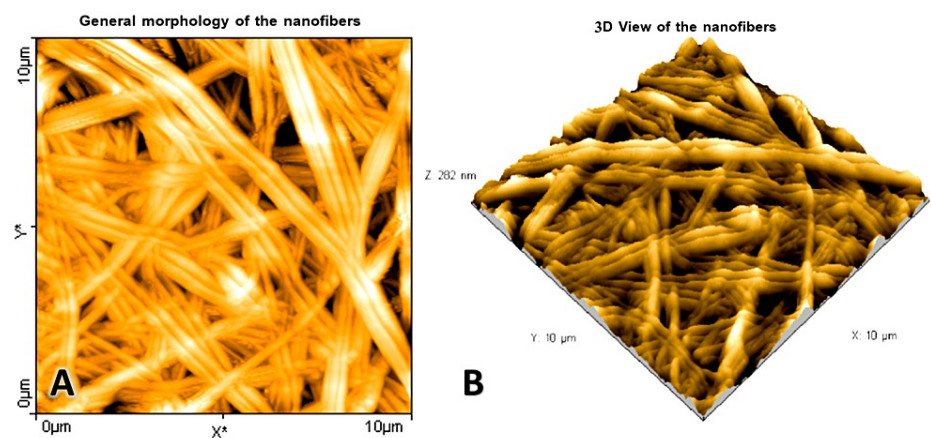 General morphology of the nanofibers
10µm
Y*
0µm
A
0µm
X*
10µm
3D View of the nanofibers
Z: 282 nm
Y: 10 µm
X: 10 µm
B